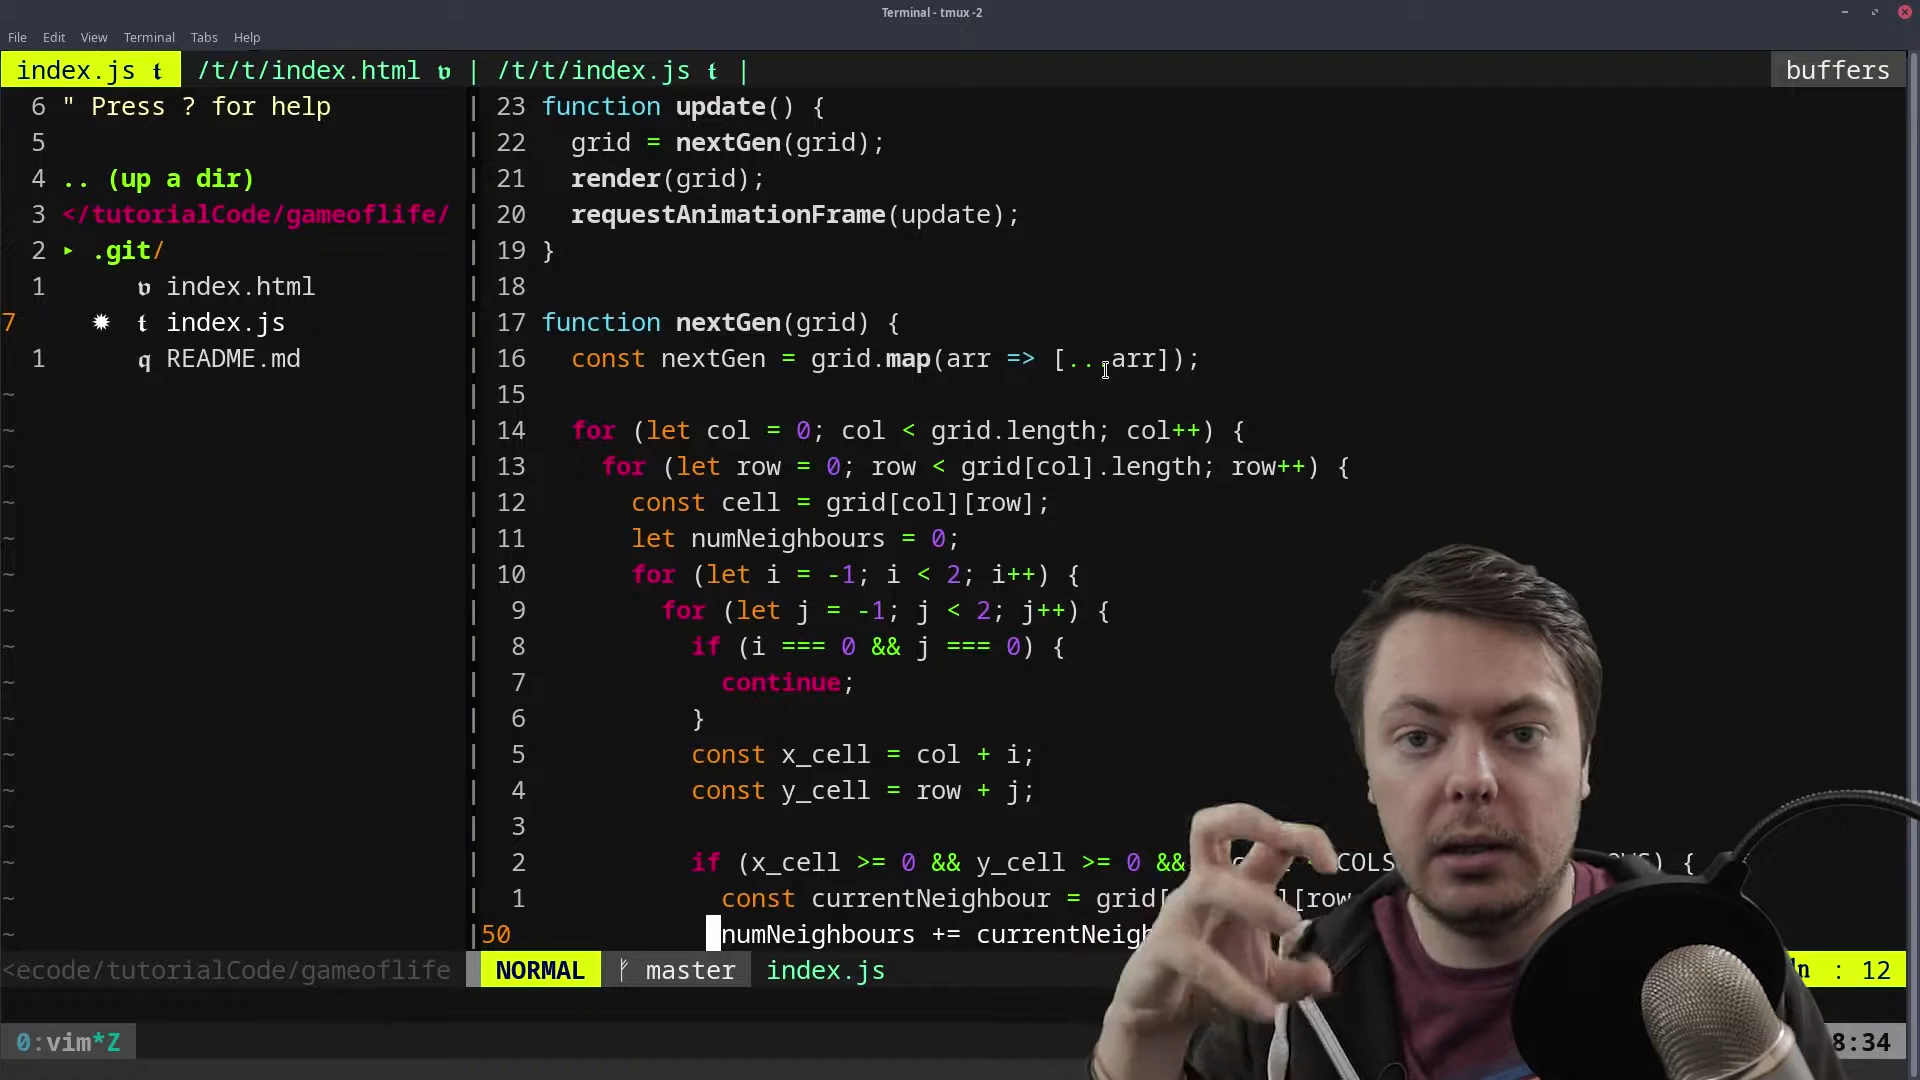 Terminal - tmux -2
File Edit View Terminal Tabs Help
index.js t /t/t/index.html v | /t/t/index.js t | buffers
6 " Press ? for help
5
4 .. (up a dir)
3 </tutorialCode/gameoflife/
2 ▸ .git/
1 v index.html
7 ✹ t index.js
1 q README.md
23 function update() {
22 grid = nextGen(grid);
21 render(grid);
20 requestAnimationFrame(update);
19 }
18
17 function nextGen(grid) {
16 const nextGen = grid.map(arr => [...arr]);
15
14 for (let col = 0; col < grid.length; col++) {
13 for (let row = 0; row < grid[col].length; row++) {
12 const cell = grid[col][row];
11 let numNeighbours = 0;
10 for (let i = -1; i < 2; i++) {
9 for (let j = -1; j < 2; j++) {
8 if (i === 0 && j === 0) {
7 continue;
6 }
5 const x_cell = col + i;
4 const y_cell = row + j;
3
2 if (x_cell >= 0 && y_cell >= 0 && COLS ) {
1 const currentNeighbour = grid[ ][row
50 numNeighbours += currentNeigh
<ecode/tutorialCode/gameoflife NORMAL master index.js ln : 12
0:vim*Z 8:34